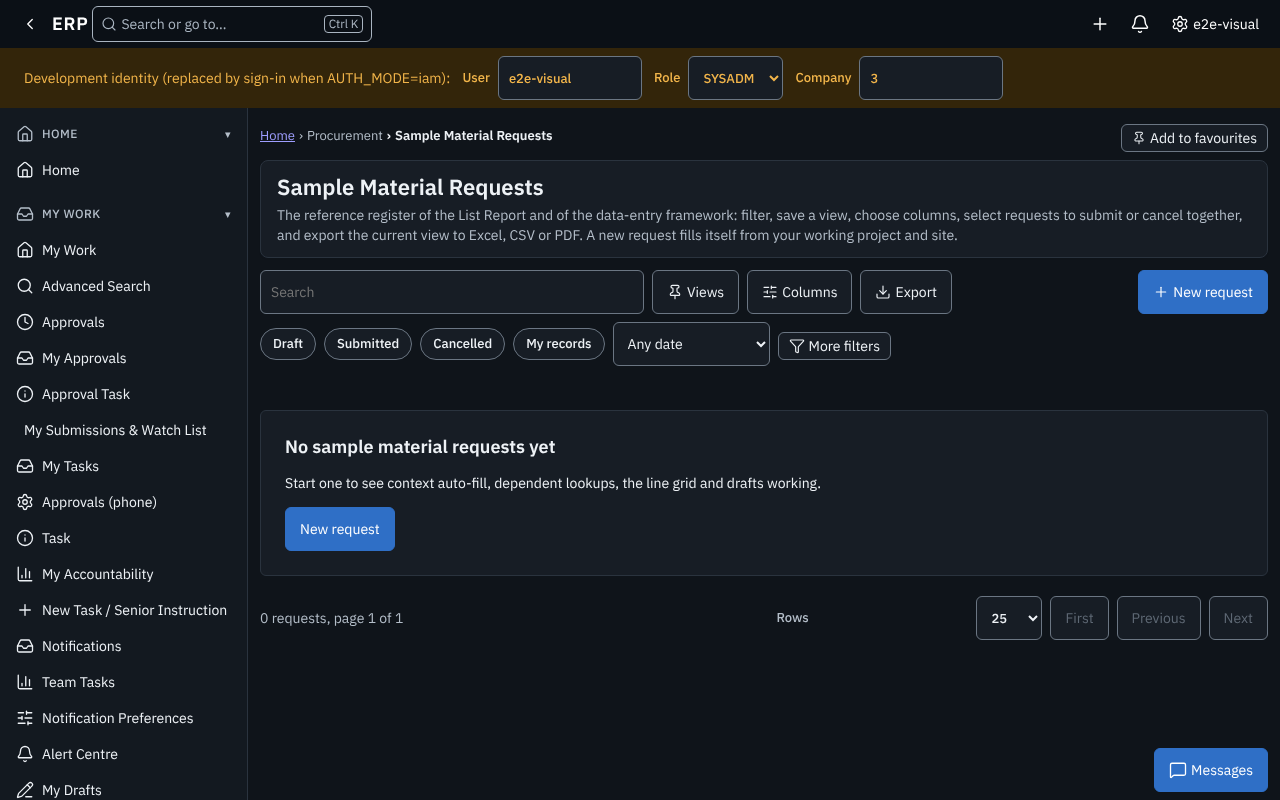 ERP
Search or go to...
Ctrl K
e2e-visual
Development identity (replaced by sign-in when AUTH_MODE=iam):
User
e2e-visual
Role
SYSADM
Company
3
HOME
Home
MY WORK
My Work
Advanced Search
Approvals
My Approvals
Approval Task
My Submissions & Watch List
My Tasks
Approvals (phone)
Task
My Accountability
New Task / Senior Instruction
Notifications
Team Tasks
Notification Preferences
Alert Centre
My Drafts
Home › Procurement › Sample Material Requests
Add to favourites
Sample Material Requests
The reference register of the List Report and of the data-entry framework: filter, save a view, choose columns, select requests to submit or cancel together,
and export the current view to Excel, CSV or PDF. A new request fills itself from your working project and site.
Search
Views
Columns
Export
New request
Draft
Submitted
Cancelled
My records
Any date
More filters
No sample material requests yet
Start one to see context auto-fill, dependent lookups, the line grid and drafts working.
New request
0 requests, page 1 of 1
Rows
25
First
Previous
Next
Messages